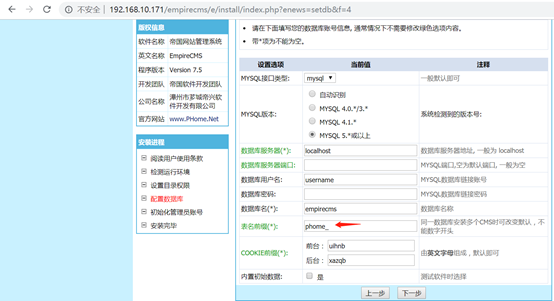 不安全 | 192.168.10.171/empirecms/e/install/index.php?enews=setdb&f=4
版权信息
软件名称 帝国网站管理系统
英文名称 EmpireCMS
程序版本 Version 7.5
开发团队 帝国软件开发团队
公司名称 漳州市芗城帝兴软件开发有限公司
官方网站 www.PHome.Net
安装进程
阅读用户使用条款
检测运行环境
设置目录权限
配置数据库
初始化管理员账号
安装完毕
• 请在下面填写您的数据库账号信息, 通常情况下不需要修改绿色选项内容。
• 带*项为不能为空。
设置选项 当前值 注释
MYSQL接口类型: mysql 一般默认即可
MYSQL版本:
自动识别
MYSQL 4.0.*/3.*
MYSQL 4.1.*
MYSQL 5.*或以上
系统检测到的版本号:
数据库服务器(*): localhost 数据库服务器地址, 一般为 localhost
数据库服务器端口: MYSQL端口,空为默认端口, 一般为空
数据库用户名: username MYSQL数据库链接账号
数据库密码: MYSQL数据库链接密码
数据库名(*): empirecms 数据库名称
表名前缀(*): phome_ 同一数据库安装多个CMS时可改变默认，不能数字开头
COOKIE前缀(*): 前台： uihnb
后台： xazqb
由英文字母组成，默认即可
内置初始数据: 是 测试软件时选择
上一步 下一步